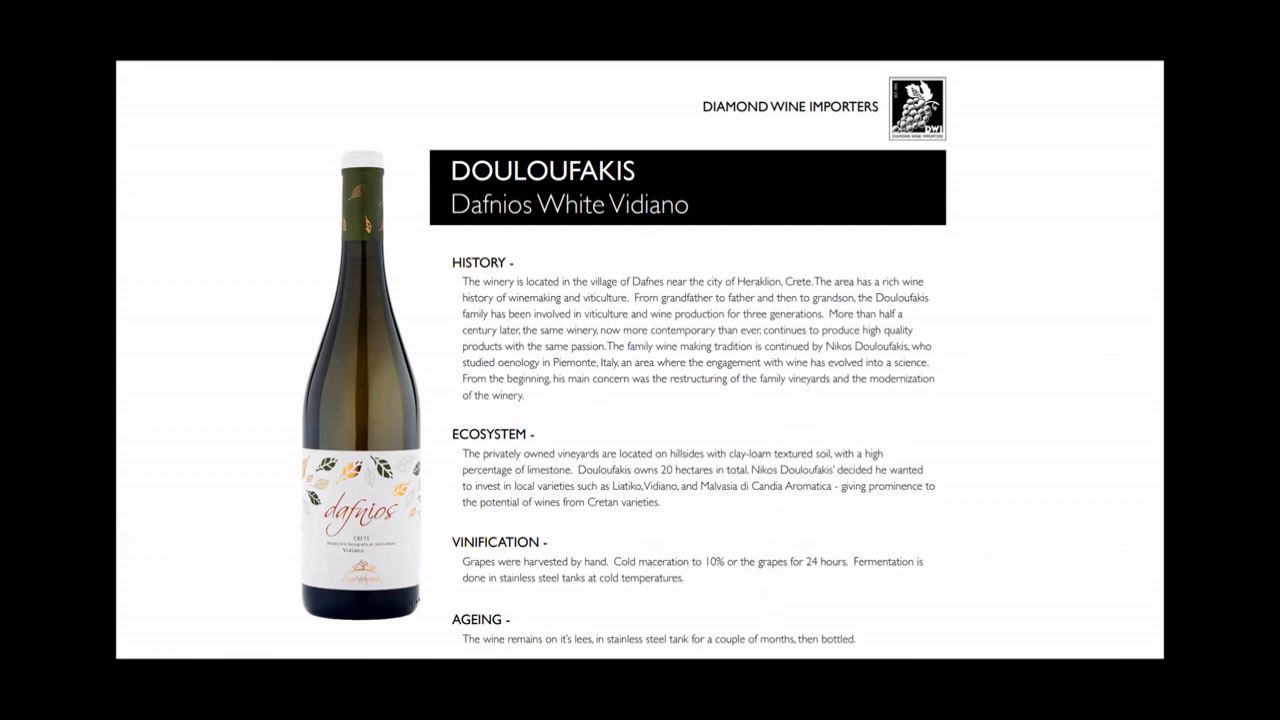 DIAMOND WINE IMPORTERS
DWI
DIAMOND WINE IMPORTERS
DOULOUFAKIS
Dafnios White Vidiano
HISTORY -
The winery is located in the village of Dafnes near the city of Heraklion, Crete. The area has a rich wine
history of winemaking and viticulture. From grandfather to father and then to grandson, the Douloufakis
family has been involved in viticulture and wine production for three generations. More than half a
century later, the same winery, now more contemporary than ever, continues to produce high quality
products with the same passion. The family wine making tradition is continued by Nikos Douloufakis, who
studied oenology in Piemonte, Italy, an area where the engagement with wine has evolved into a science.
From the beginning, his main concern was the restructuring of the family vineyards and the modernization
of the winery.
ECOSYSTEM -
The privately owned vineyards are located on hillsides with clay-loam textured soil, with a high
percentage of limestone. Douloufakis owns 20 hectares in total. Nikos Douloufakis' decided he wanted
to invest in local varieties such as Liatiko, Vidiano, and Malvasia di Candia Aromatica - giving prominence to
the potential of wines from Cretan varieties.
dafnios
CRETE
Vidiano
VINIFICATION -
Grapes were harvested by hand. Cold maceration to 10% or the grapes for 24 hours. Fermentation is
done in stainless steel tanks at cold temperatures.
AGEING -
The wine remains on it's lees, in stainless steel tank for a couple of months, then bottled.